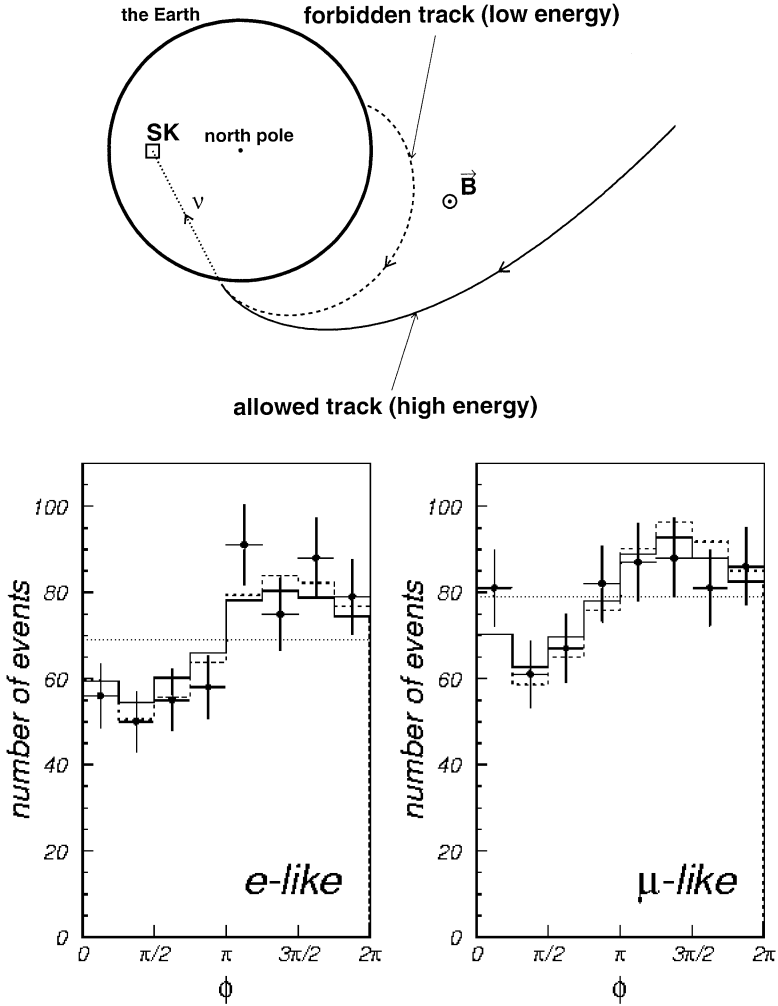 the Earth
forbidden track (low energy)
SK
north pole
B
ν
allowed track (high energy)
number of events
100
80
60
40
20
0
e-like
0 π/2 π 3π/2 2π
ϕ
number of events
100
80
60
40
20
0
μ-like
0 π/2 π 3π/2 2π
ϕ